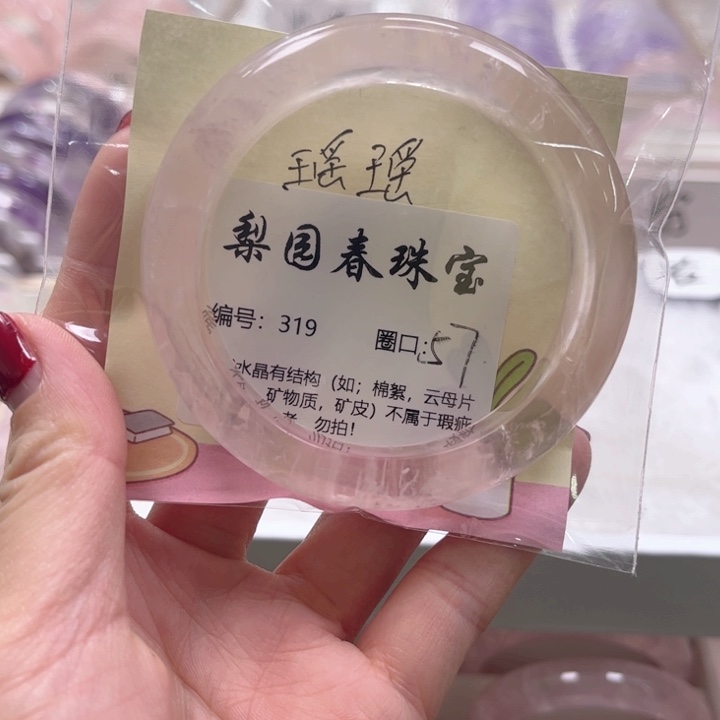 瑶瑶
梨园春珠宝
编号：319
圈口：57
水晶有结构（如；棉絮，云母片
矿物质，矿皮）不属于瑕疵
勿拍！